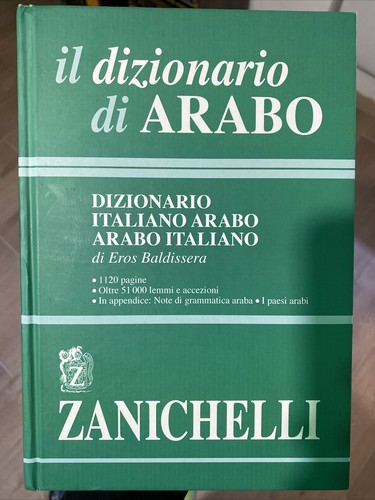 il dizionario
di ARABO
DIZIONARIO
ITALIANO ARABO
ARABO ITALIANO
di Eros Baldissera
• 1120 pagine
• Oltre 51 000 lemmi e accezioni
• In appendice: Note di grammatica araba • I paesi arabi
Z
ZANICHELLI